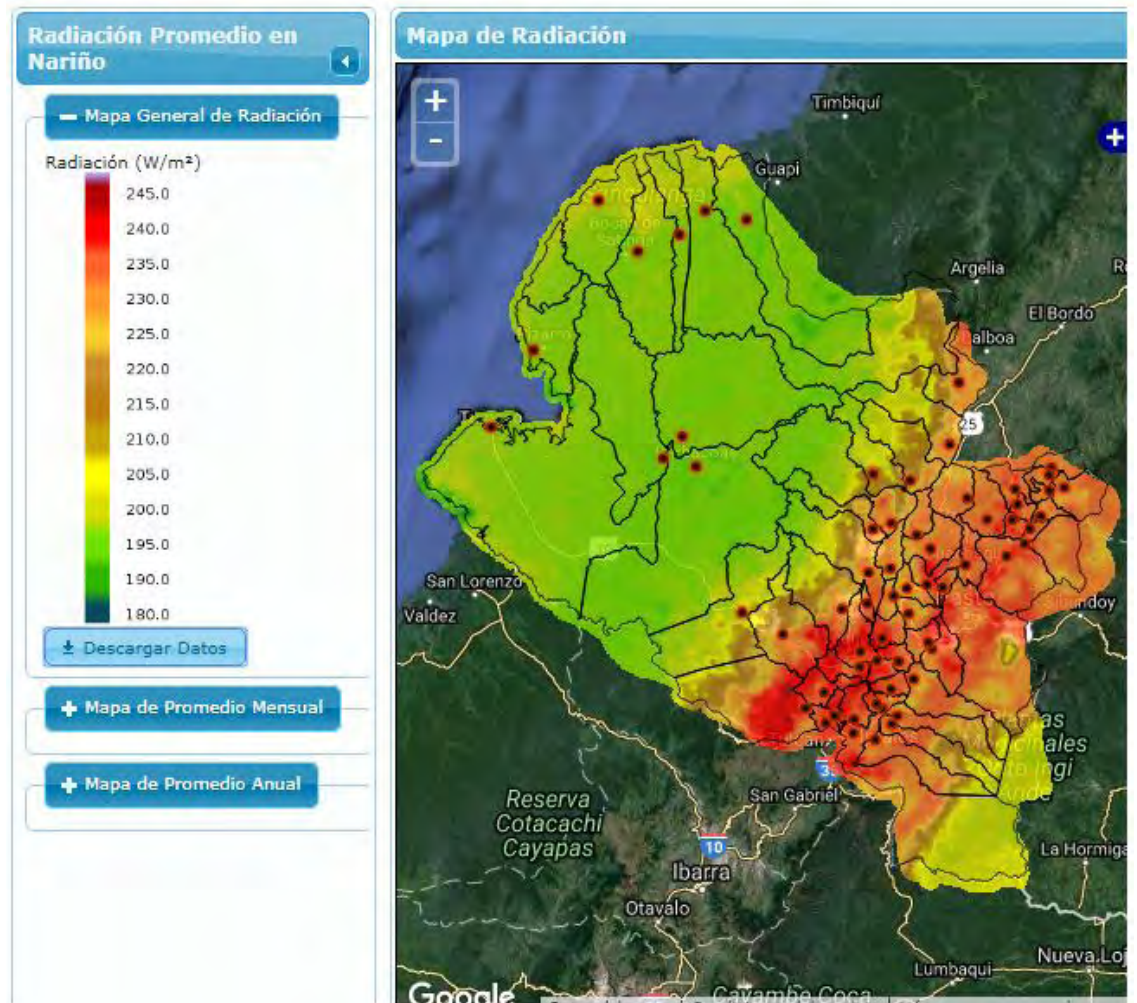 Radiación Promedio en
Nariño
Mapa General de Radiación
Radiación (W/m²)
245.0
240.0
235.0
230.0
225.0
220.0
215.0
210.0
205.0
200.0
195.0
190.0
180.0
Descargar Datos
Mapa de Promedio Mensual
Mapa de Promedio Anual
Mapa de Radiación
+
-
Timbiquí
Guapi
Argelia
El Bordo
alboa
25
San Lorenzo
Valdez
San Gabriel
Reserva
Cotacachi
Cayapas
10
Ibarra
Otavalo
La Hormiga
Nueva Loj
Lumbaqui
Cayambe Coca
Google